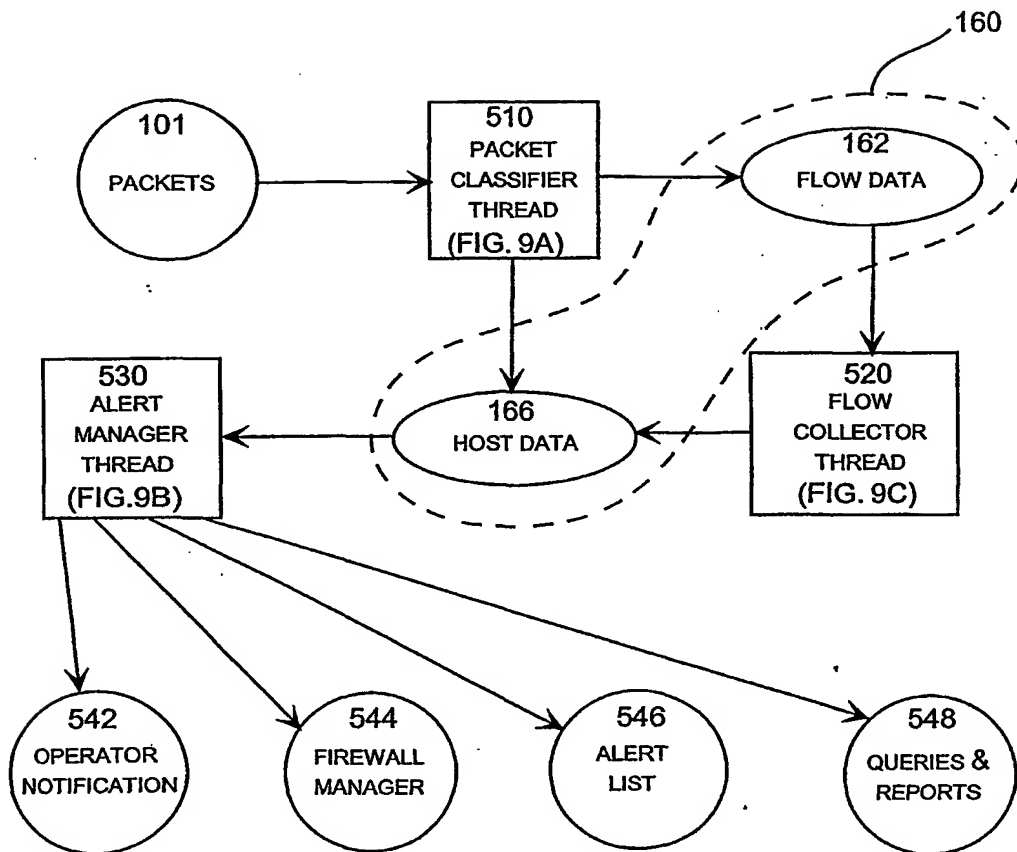 160
101
PACKETS
510
PACKET
CLASSIFIER
THREAD
(FIG. 9A)
162
FLOW DATA
530
ALERT
MANAGER
THREAD
(FIG.9B)
166
HOST DATA
520
FLOW
COLLECTOR
THREAD
(FIG. 9C)
542
OPERATOR
NOTIFICATION
544
FIREWALL
MANAGER
546
ALERT
LIST
548
QUERIES &
REPORTS